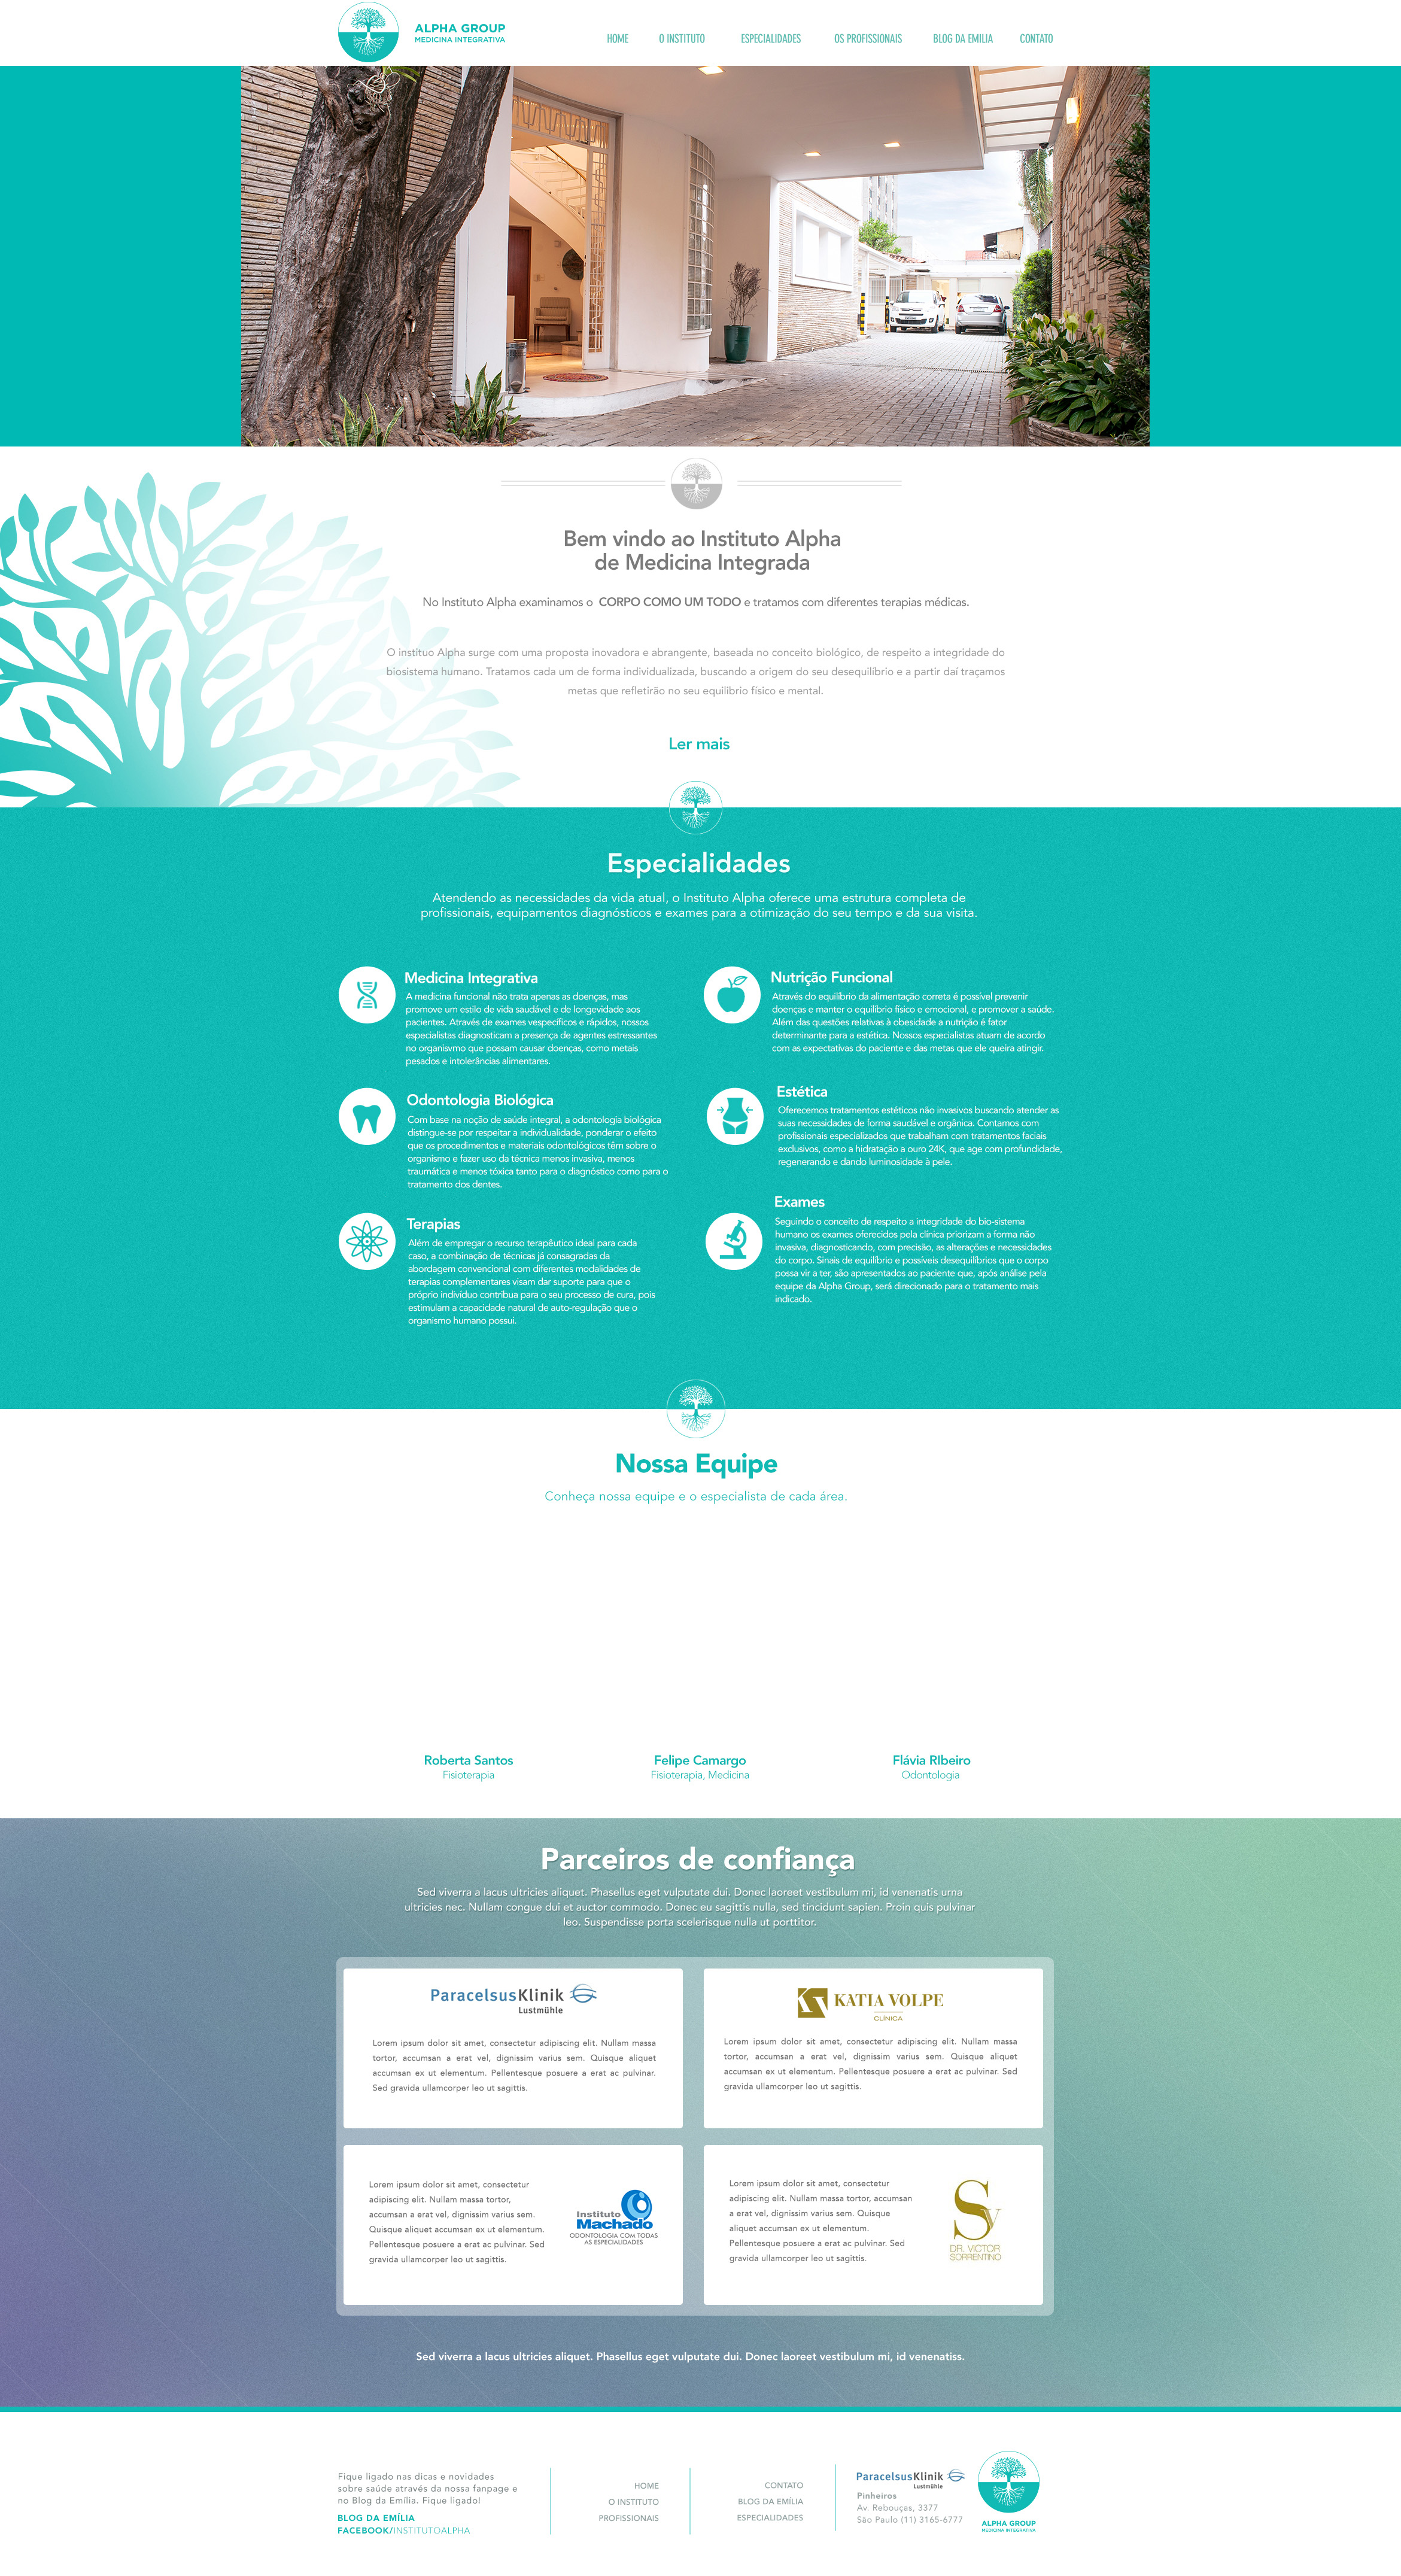 ALPHA GROUP
MEDICINA INTEGRATIVA
HOME
O INSTITUTO
ESPECIALIDADES
OS PROFISSIONAIS
BLOG DA EMILIA
CONTATO
Bem vindo ao Instituto Alpha
de Medicina Integrada
No Instituto Alpha examinamos o CORPO COMO UM TODO e tratamos com diferentes terapias médicas.
O instituo Alpha surge com uma proposta inovadora e abrangente, baseada no conceito biológico, de respeito a integridade do
biosistema humano. Tratamos cada um de forma individualizada, buscando a origem do seu desequilíbrio e a partir daí traçamos
metas que refletirão no seu equilíbrio físico e mental.
Ler mais
Especialidades
Atendendo as necessidades da vida atual, o Instituto Alpha oferece uma estrutura completa de
profissionais, equipamentos diagnósticos e exames para a otimização do seu tempo e da sua visita.
Medicina Integrativa
A medicina funcional não trata apenas as doenças, mas
promove um estilo de vida saudável e de longevidade aos
pacientes. Através de exames vespecíficos e rápidos, nossos
especialistas diagnosticam a presença de agentes estressantes
no organisvmo que possam causar doenças, como metais
pesados e intolerâncias alimentares.
Nutrição Funcional
Através do equilíbrio da alimentação correta é possível prevenir
doenças e manter o equilíbrio físico e emocional, e promover a saúde.
Além das questões relativas à obesidade a nutrição é fator
determinante para a estética. Nossos especialistas atuam de acordo
com as expectativas do paciente e das metas que ele queira atingir.
Odontologia Biológica
Com base na noção de saúde integral, a odontologia biológica
distingue-se por respeitar a individualidade, ponderar o efeito
que os procedimentos e materiais odontológicos têm sobre o
organismo e fazer uso da técnica menos invasiva, menos
traumática e menos tóxica tanto para o diagnóstico como para o
tratamento dos dentes.
Estética
Oferecemos tratamentos estéticos não invasivos buscando atender as
suas necessidades de forma saudável e orgânica. Contamos com
profissionais especializados que trabalham com tratamentos faciais
exclusivos, como a hidratação a ouro 24K, que age com profundidade,
regenerando e dando luminosidade à pele.
Terapias
Além de empregar o recurso terapêutico ideal para cada
caso, a combinação de técnicas já consagradas da
abordagem convencional com diferentes modalidades de
terapias complementares visam dar suporte para que o
próprio indivíduo contribua para o seu processo de cura, pois
estimulam a capacidade natural de auto-regulação que o
organismo humano possui.
Exames
Seguindo o conceito de respeito a integridade do bio-sistema
humano os exames oferecidos pela clínica priorizam a forma não
invasiva, diagnosticando, com precisão, as alterações e necessidades
do corpo. Sinais de equilíbrio e possíveis desequilíbrios que o corpo
possa vir a ter, são apresentados ao paciente que, após análise pela
equipe da Alpha Group, será direcionado para o tratamento mais
indicado.
Nossa Equipe
Conheça nossa equipe e o especialista de cada área.
Roberta Santos
Fisioterapia
Felipe Camargo
Fisioterapia, Medicina
Flávia RIbeiro
Odontologia
Parceiros de confiança
Sed viverra a lacus ultricies aliquet. Phasellus eget vulputate dui. Donec laoreet vestibulum mi, id venenatis urna
ultricies nec. Nullam congue dui et auctor commodo. Donec eu sagittis nulla, sed tincidunt sapien. Proin quis pulvinar
leo. Suspendisse porta scelerisque nulla ut porttitor.
ParacelsusKlinik
Lustmühle
Lorem ipsum dolor sit amet, consectetur adipiscing elit. Nullam massa
tortor, accumsan a erat vel, dignissim varius sem. Quisque aliquet
accumsan ex ut elementum. Pellentesque posuere a erat ac pulvinar.
Sed gravida ullamcorper leo ut sagittis.
KATIA VOLPE
CLÍNICA
Lorem ipsum dolor sit amet, consectetur adipiscing elit. Nullam massa
tortor, accumsan a erat vel, dignissim varius sem. Quisque aliquet
accumsan ex ut elementum. Pellentesque posuere a erat ac pulvinar. Sed
gravida ullamcorper leo ut sagittis.
Lorem ipsum dolor sit amet, consectetur
adipiscing elit. Nullam massa tortor,
accumsan a erat vel, dignissim varius sem.
Quisque aliquet accumsan ex ut elementum.
Pellentesque posuere a erat ac pulvinar. Sed
gravida ullamcorper leo ut sagittis.
Instituto
Machado
ODONTOLOGIA COM TODAS
AS ESPECIALIDADES
Lorem ipsum dolor sit amet, consectetur
adipiscing elit. Nullam massa tortor, accumsan
a erat vel, dignissim varius sem. Quisque
aliquet accumsan ex ut elementum.
Pellentesque posuere a erat ac pulvinar. Sed
gravida ullamcorper leo ut sagittis.
SV
DR. VICTOR
SORRENTINO
Sed viverra a lacus ultricies aliquet. Phasellus eget vulputate dui. Donec laoreet vestibulum mi, id venenatiss.
Fique ligado nas dicas e novidades
sobre saúde através da nossa fanpage e
no Blog da Emília. Fique ligado!
BLOG DA EMÍLIA
FACEBOOK/INSTITUTOALPHA
HOME
O INSTITUTO
PROFISSIONAIS
CONTATO
BLOG DA EMÍLIA
ESPECIALIDADES
ParacelsusKlinik
Lustmühle
Pinheiros
Av. Rebouças, 3377
São Paulo (11) 3165-6777
ALPHA GROUP
MEDICINA INTEGRATIVA